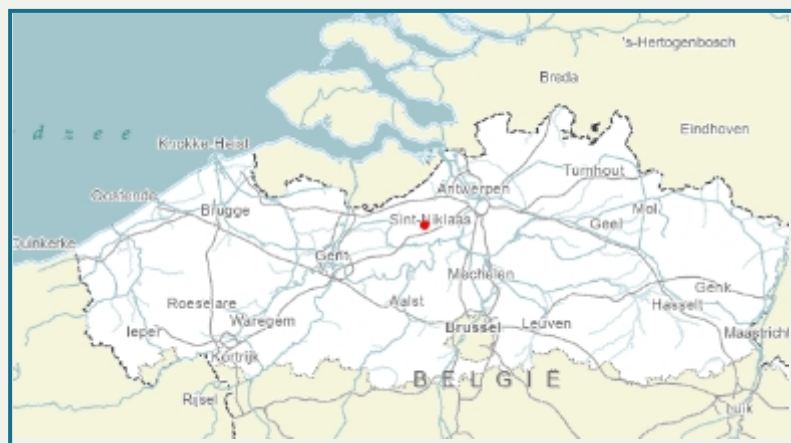 's-Hertogenbosch
Breda
d z e e
Eindhoven
Knokke-Heist
Turnhout
Antwerpen
Oostende
Mol
Brugge
Sint-Niklaas
Geel
Duinkerke
Gent
Mechelen
Genk
Roeselare
Aalst
Hasselt
Waregem
Brussel
Leuven
Ieper
Maastricht
Kortrijk
BELGIË
Rijsel
Luik